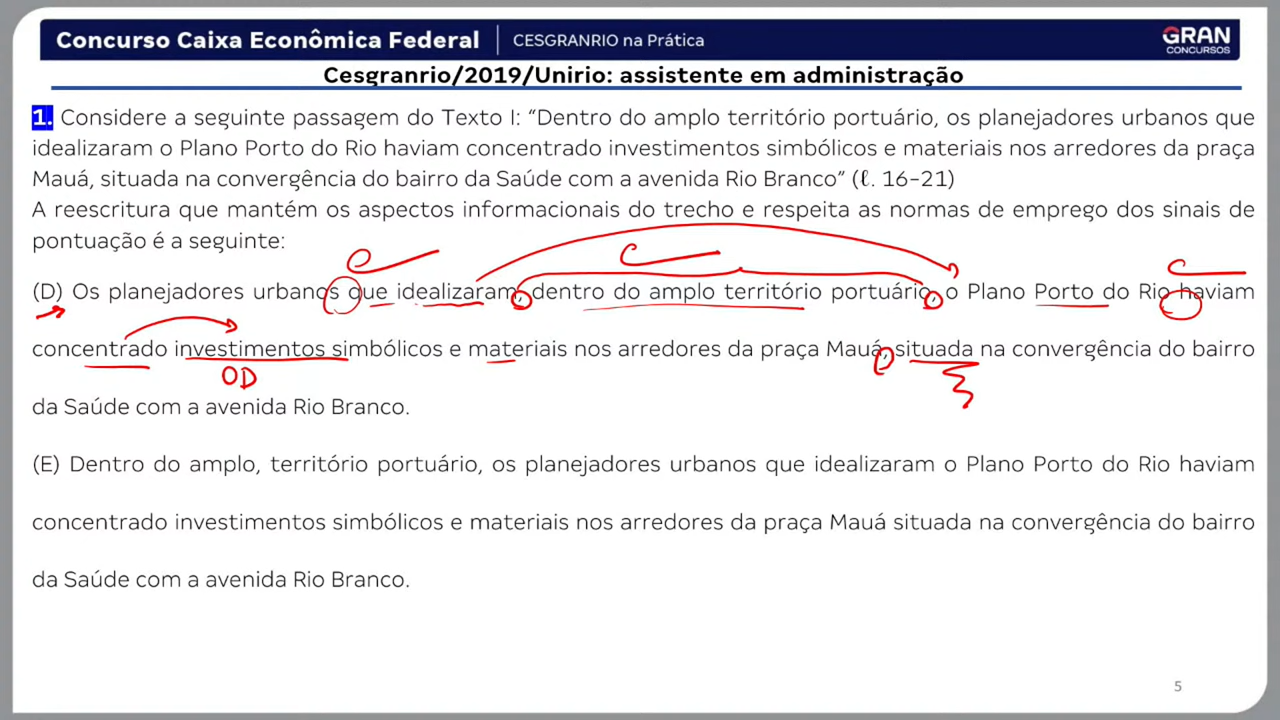 Concurso Caixa Econômica Federal | CESGRANRIO na Prática
GRAN
CONCURSOS
Cesgranrio/2019/Unirio: assistente em administração
1. Considere a seguinte passagem do Texto I: “Dentro do amplo território portuário, os planejadores urbanos que
idealizaram o Plano Porto do Rio haviam concentrado investimentos simbólicos e materiais nos arredores da praça
Mauá, situada na convergência do bairro da Saúde com a avenida Rio Branco” (ℓ. 16-21)
A reescritura que mantém os aspectos informacionais do trecho e respeita as normas de emprego dos sinais de
pontuação é a seguinte:
(D) Os planejadores urbanos que idealizaram, dentro do amplo território portuário, o Plano Porto do Rio haviam
concentrado investimentos simbólicos e materiais nos arredores da praça Mauá, situada na convergência do bairro
OD
da Saúde com a avenida Rio Branco.
(E) Dentro do amplo, território portuário, os planejadores urbanos que idealizaram o Plano Porto do Rio haviam
concentrado investimentos simbólicos e materiais nos arredores da praça Mauá situada na convergência do bairro
da Saúde com a avenida Rio Branco.
5